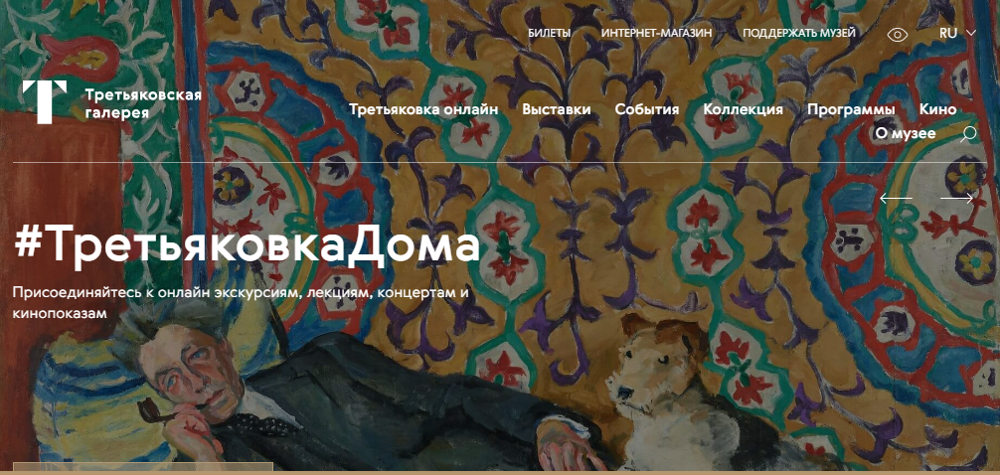 БИЛЕТЫ ИНТЕРНЕТ-МАГАЗИН ПОДДЕРЖАТЬ МУЗЕЙ RU
Т Третьяковская
галерея
Третьяковка онлайн Выставки События Коллекция Программы Кино
О музее
#ТретьяковкаДома
Присоединяйтесь к онлайн экскурсиям, лекциям, концертам и
кинопоказам